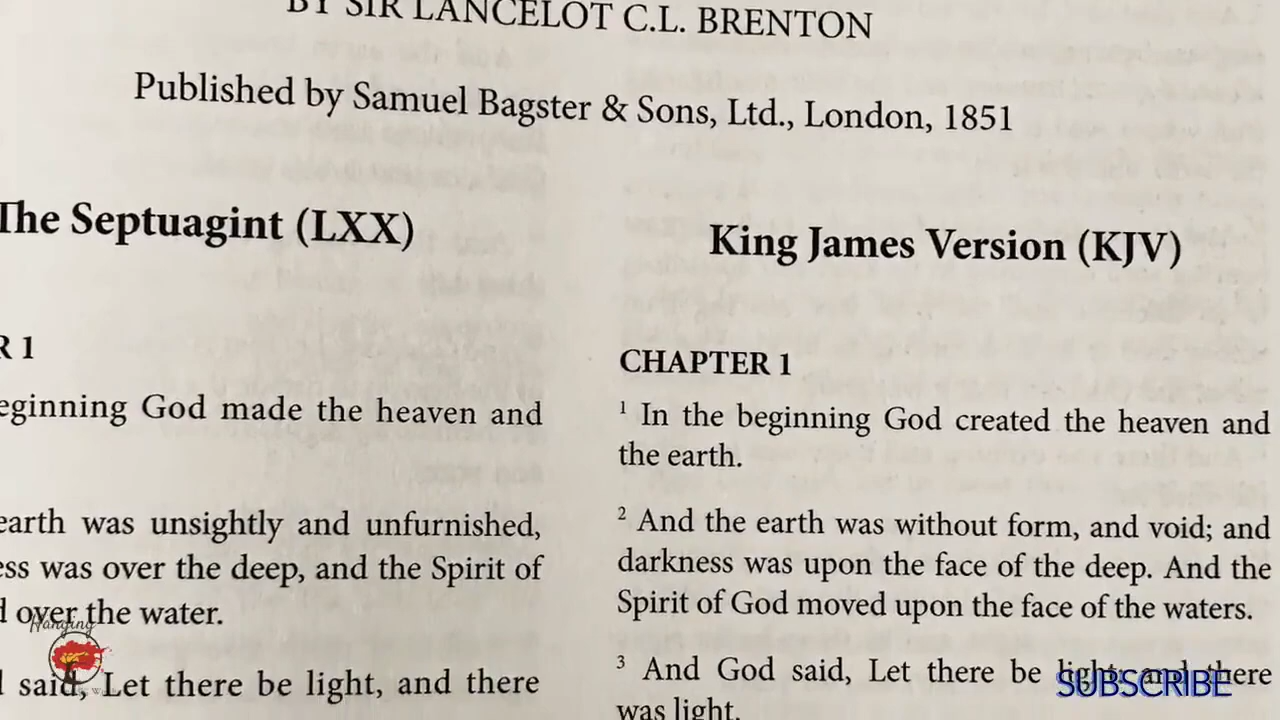 BY SIR LANCELOT C.L. BRENTON
Published by Samuel Bagster & Sons, Ltd., London, 1851
The Septuagint (LXX)
R 1
eginning God made the heaven and
earth was unsightly and unfurnished,
ess was over the deep, and the Spirit of
d over the water.
said, Let there be light, and there
King James Version (KJV)
CHAPTER 1
1 In the beginning God created the heaven and
the earth.
2 And the earth was without form, and void; and
darkness was upon the face of the deep. And the
Spirit of God moved upon the face of the waters.
3 And God said, Let there be light: and there
was light.
Hanging
SUBSCRIBE